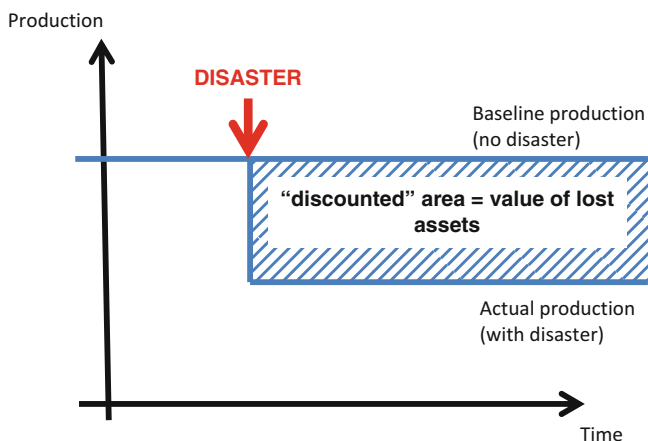 Production
DISASTER
Baseline production
(no disaster)
“discounted” area = value of lost
assets
Actual production
(with disaster)
Time